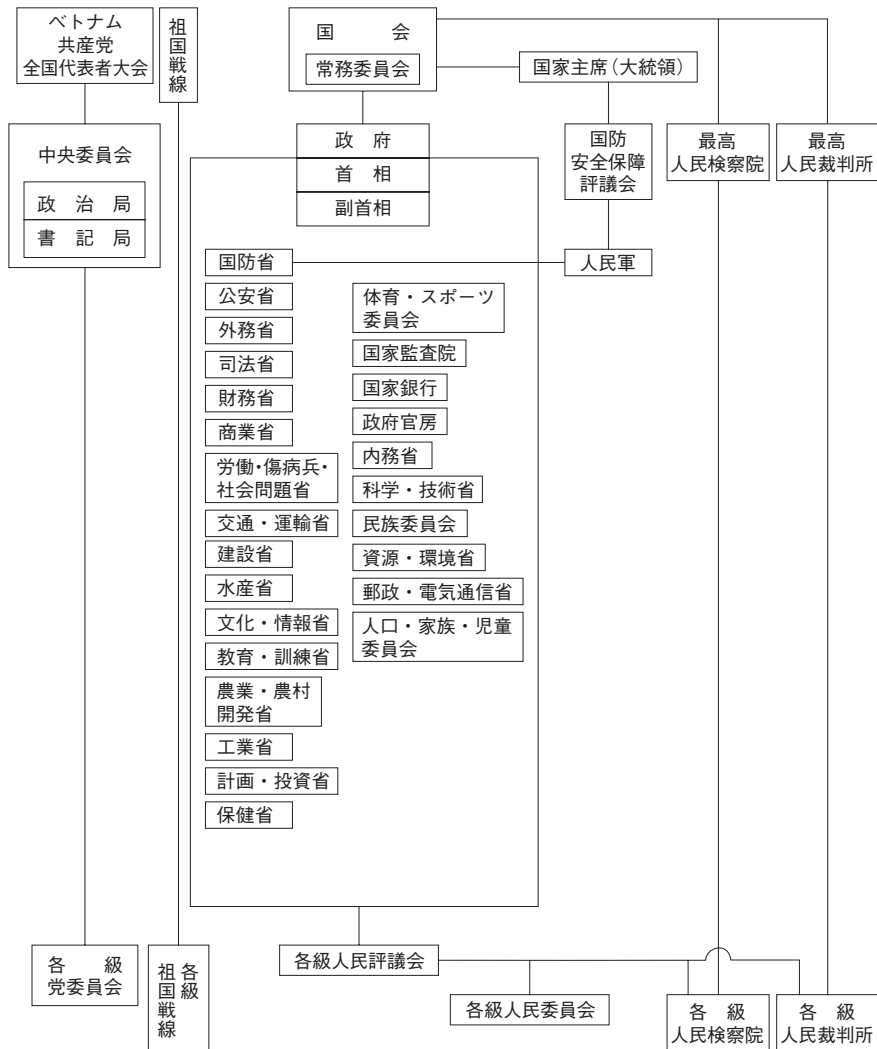 ベトナム
共産党
全国代表者大会
祖国戦線
国　会
常務委員会
国家主席（大統領）
中央委員会
政　治　局
書　記　局
政　府
首　相
副首相
国防
安全保障
評議会
最高
人民検察院
最高
人民裁判所
国防省
人民軍
公安省
外務省
司法省
財務省
商業省
労働・傷病兵・
社会問題省
交通・運輸省
建設省
水産省
文化・情報省
教育・訓練省
農業・農村
開発省
工業省
計画・投資省
保健省
体育・スポーツ
委員会
国家監査院
国家銀行
政府官房
内務省
科学・技術省
民族委員会
資源・環境省
郵政・電気通信省
人口・家族・児童
委員会
各　級
党委員会
各級
祖国戦線
各級人民評議会
各級人民委員会
各　級
人民検察院
各　級
人民裁判所